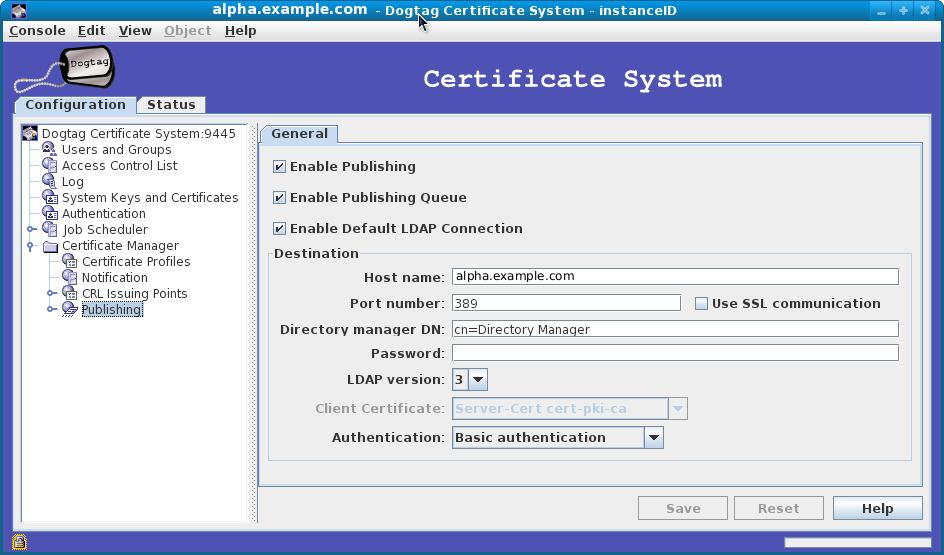 alpha.example.com - Dogtag Certificate System - instanceID
Console Edit View Object Help
Dogtag
Certificate System
Configuration Status
Dogtag Certificate System:9445
Users and Groups
Access Control List
Log
System Keys and Certificates
Authentication
Job Scheduler
Certificate Manager
Certificate Profiles
Notification
CRL Issuing Points
Publishing
General
Enable Publishing
Enable Publishing Queue
Enable Default LDAP Connection
Destination
Host name: alpha.example.com
Port number: 389 Use SSL communication
Directory manager DN: cn=Directory Manager
Password:
LDAP version: 3
Client Certificate: Server-Cert cert-pki-ca
Authentication: Basic authentication
Save Reset Help